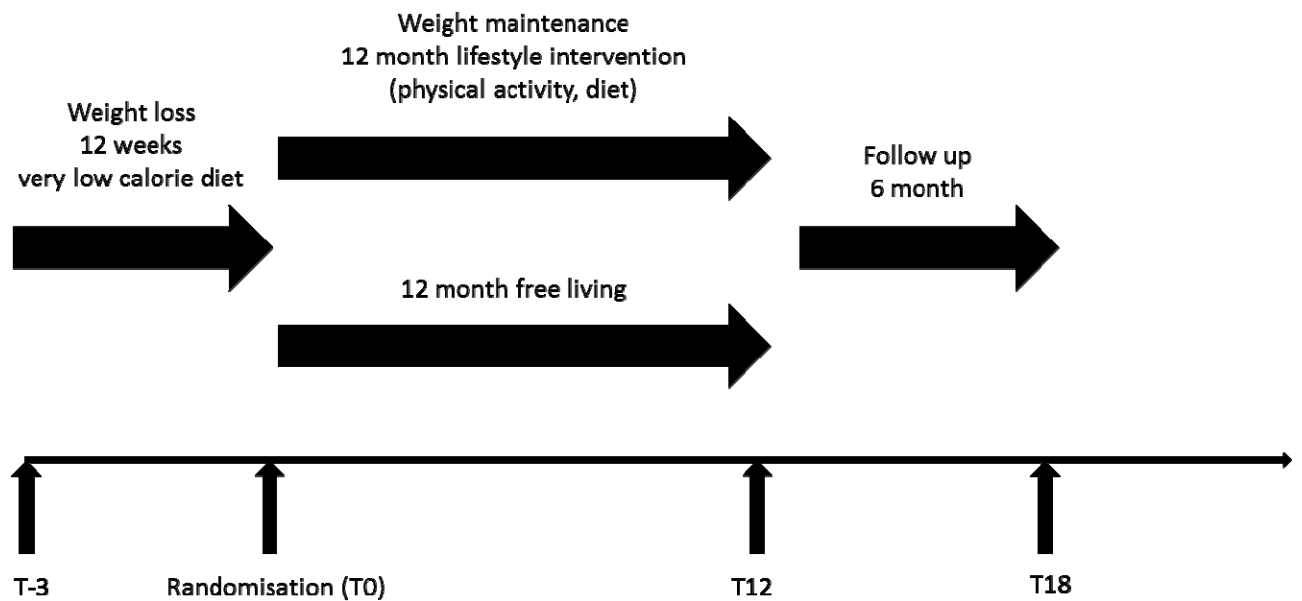 Weight maintenance
12 month lifestyle intervention
(physical activity, diet)
Weight loss
12 weeks
very low calorie diet
Follow up
6 month
12 month free living
T-3
Randomisation (T0)
T12
T18